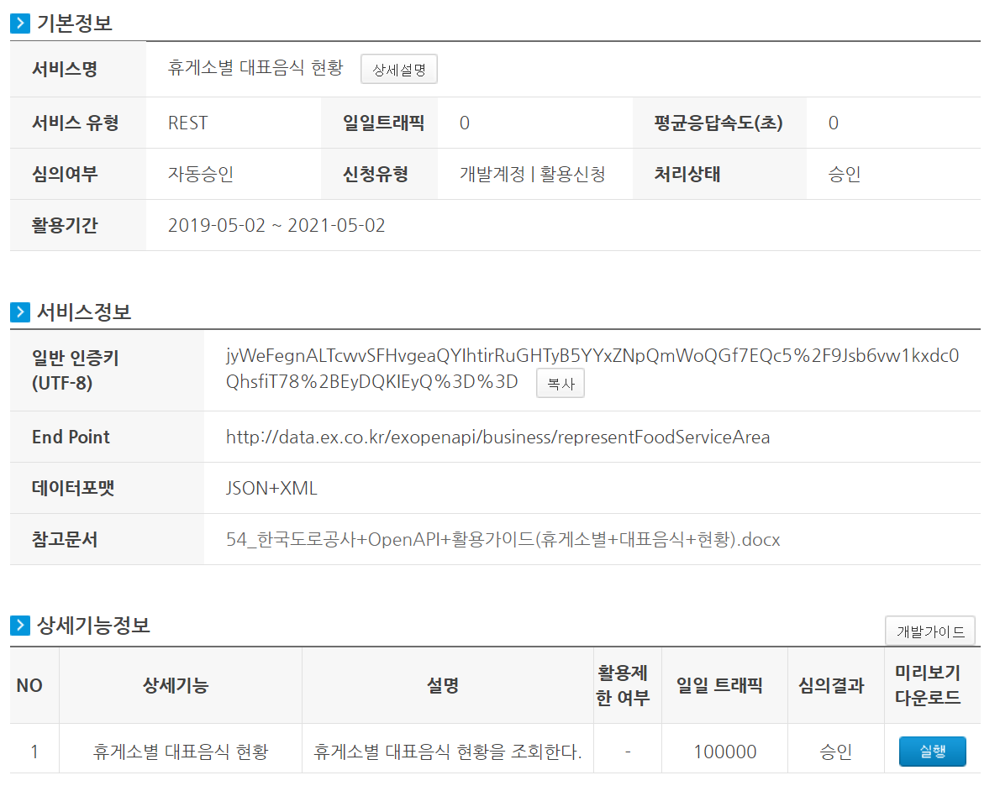 기본정보
서비스명 휴게소별 대표음식 현황 상세설명
서비스 유형 REST 일일트래픽 0 평균응답속도(초) 0
심의여부 자동승인 신청유형 개발계정 | 활용신청 처리상태 승인
활용기간 2019-05-02 ~ 2021-05-02
서비스정보
일반 인증키
(UTF-8)
jyWeFegnALTcwvSFHvgeaQYIhtirRuGHTyB5YYxZNpQmWoQGf7EQc5%2F9Jsb6vw1kxdc0
QhsfiT78%2BEyDQKIEyQ%3D%3D 복사
End Point http://data.ex.co.kr/exopenapi/business/representFoodServiceArea
데이터포맷 JSON+XML
참고문서 54_한국도로공사+OpenAPI+활용가이드(휴게소별+대표음식+현황).docx
상세기능정보 개발가이드
NO 상세기능 설명 활용제
한 여부 일일 트래픽 심의결과 미리보기
다운로드
1 휴게소별 대표음식 현황 휴게소별 대표음식 현황을 조회한다. - 100000 승인 실행